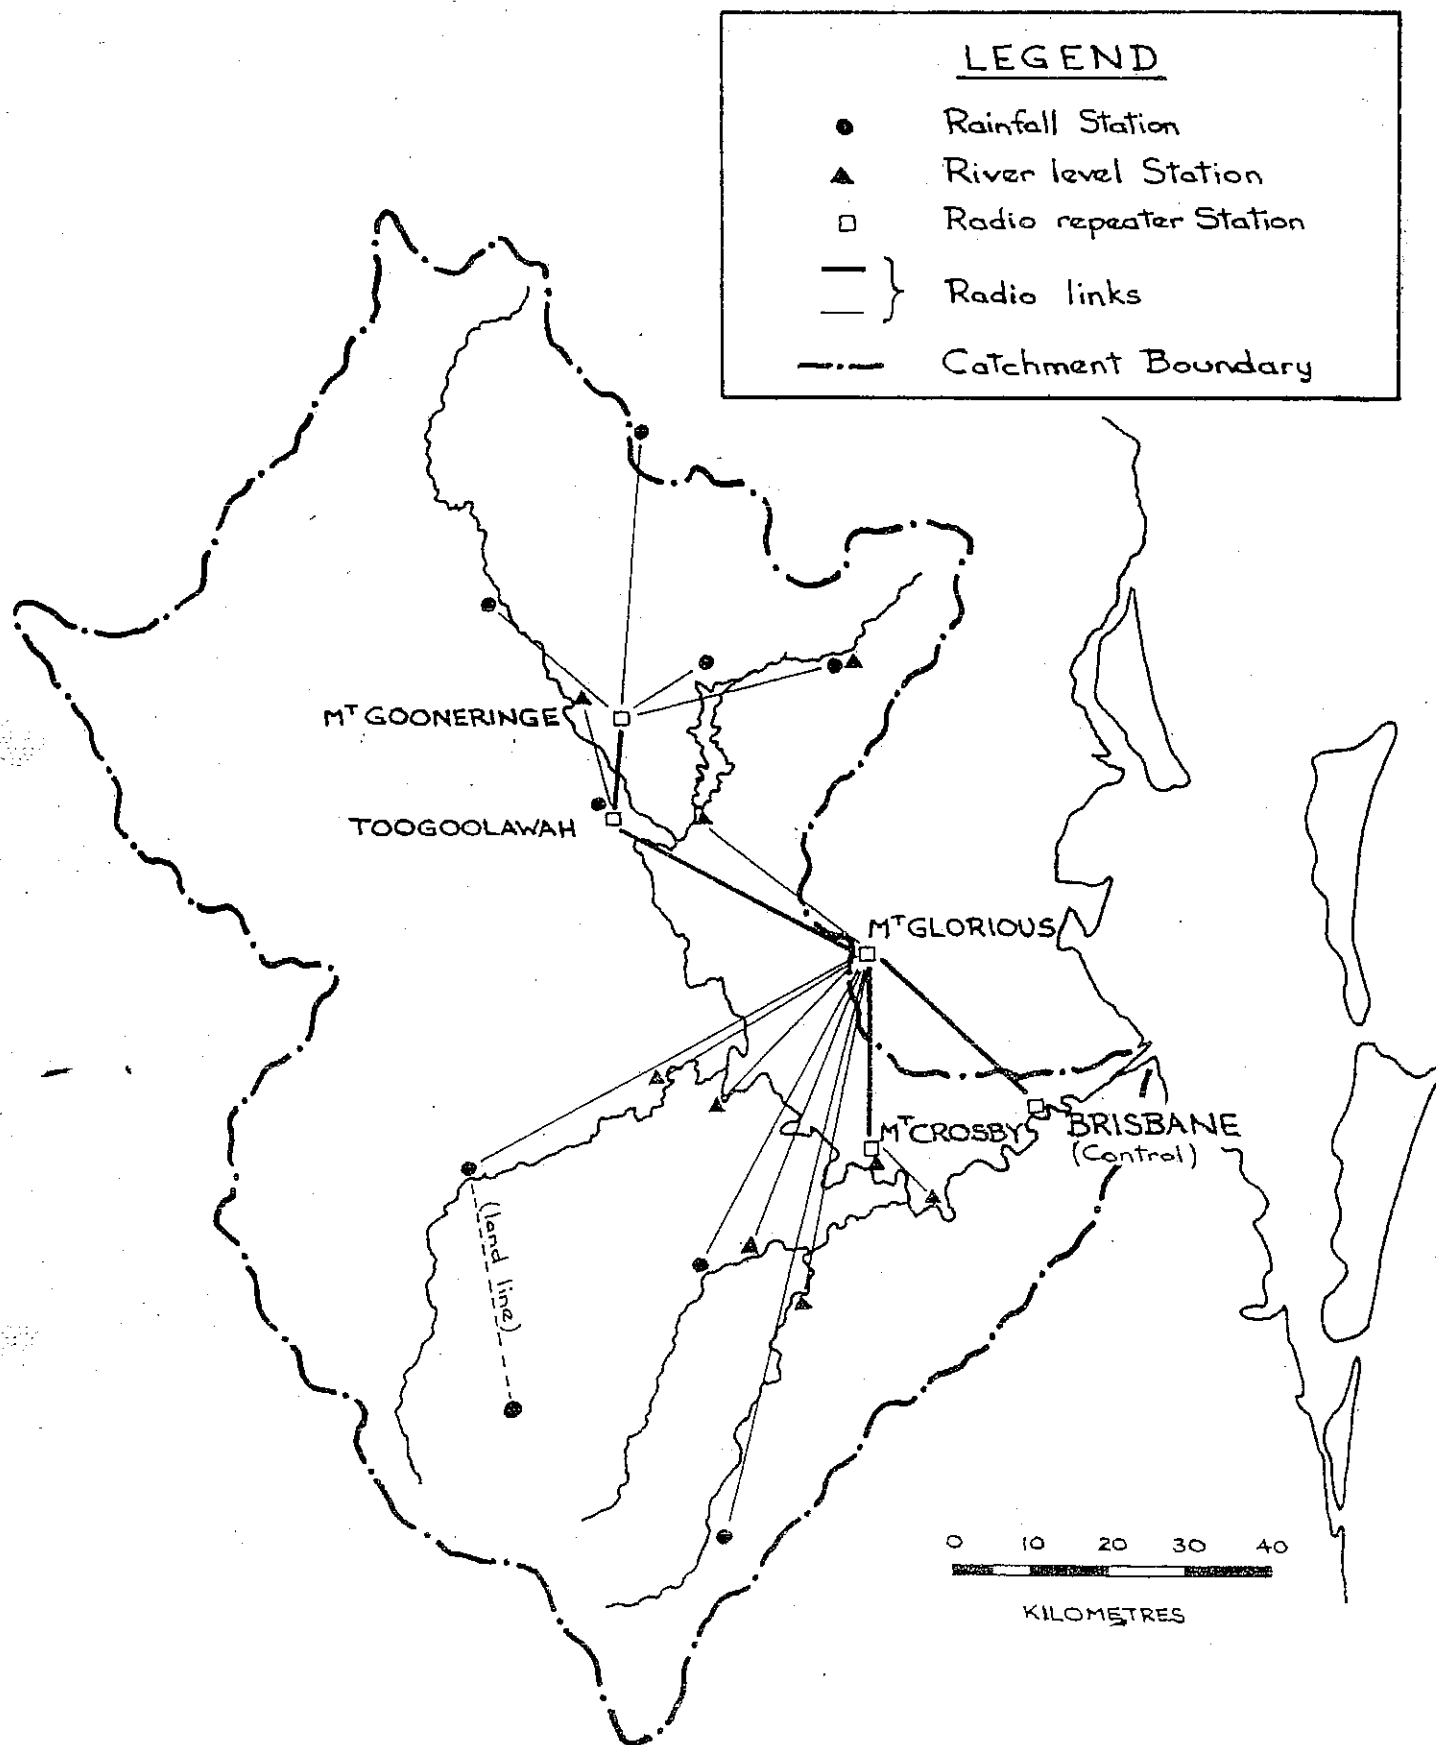 LEGEND
Rainfall Station
River level Station
Radio repeater Station
Radio links
Catchment Boundary
MT GOONERINGE
TOOGOOLAWAH
MT GLORIOUS
MT CROSBY
BRISBANE
(Control)
(land line)
0 10 20 30 40
KILOMETRES